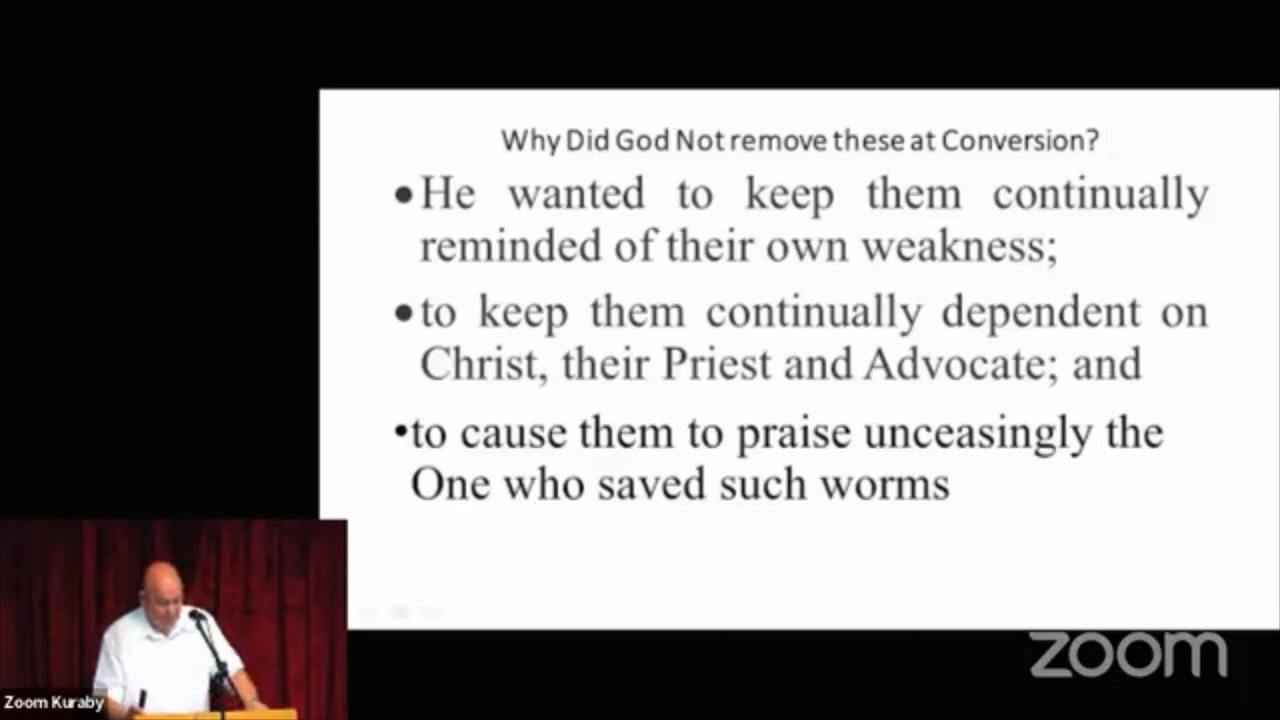 Why Did God Not remove these at Conversion?
•He wanted to keep them continually
reminded of their own weakness;
•to keep them continually dependent on
Christ, their Priest and Advocate; and
•to cause them to praise unceasingly the
One who saved such worms
Zoom Kuraby
zoom